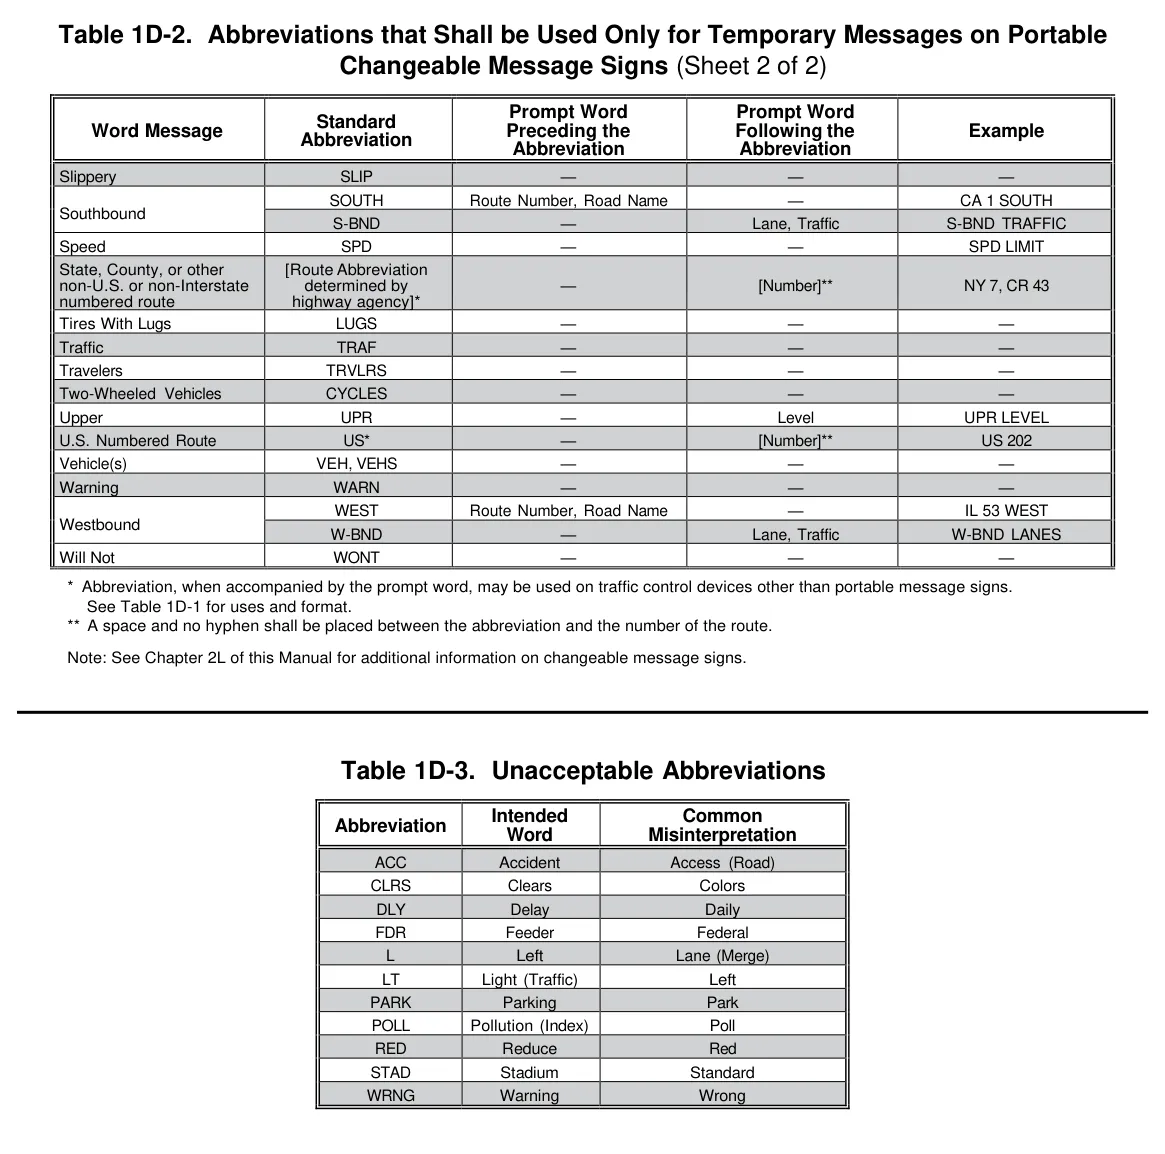 Table 1D-2. Abbreviations that Shall be Used Only for Temporary Messages on Portable
Changeable Message Signs (Sheet 2 of 2)
Word Message | Standard Abbreviation | Prompt Word Preceding the Abbreviation | Prompt Word Following the Abbreviation | Example
Slippery | SLIP | — | — | —
Southbound | SOUTH | Route Number, Road Name | — | CA 1 SOUTH
S-BND | — | Lane, Traffic | S-BND TRAFFIC
Speed | SPD | — | — | SPD LIMIT
State, County, or other non-U.S. or non-Interstate numbered route | [Route Abbreviation determined by highway agency]* | — | [Number]** | NY 7, CR 43
Tires With Lugs | LUGS | — | — | —
Traffic | TRAF | — | — | —
Travelers | TRVLRS | — | — | —
Two-Wheeled Vehicles | CYCLES | — | — | —
Upper | UPR | — | Level | UPR LEVEL
U.S. Numbered Route | US* | — | [Number]** | US 202
Vehicle(s) | VEH, VEHS | — | — | —
Warning | WARN | — | — | —
Westbound | WEST | Route Number, Road Name | — | IL 53 WEST
W-BND | — | Lane, Traffic | W-BND LANES
Will Not | WONT | — | — | —
* Abbreviation, when accompanied by the prompt word, may be used on traffic control devices other than portable message signs.
See Table 1D-1 for uses and format.
** A space and no hyphen shall be placed between the abbreviation and the number of the route.
Note: See Chapter 2L of this Manual for additional information on changeable message signs.
Table 1D-3. Unacceptable Abbreviations
Abbreviation | Intended Word | Common Misinterpretation
ACC | Accident | Access (Road)
CLRS | Clears | Colors
DLY | Delay | Daily
FDR | Feeder | Federal
L | Left | Lane (Merge)
LT | Light (Traffic) | Left
PARK | Parking | Park
POLL | Pollution (Index) | Poll
RED | Reduce | Red
STAD | Stadium | Standard
WRNG | Warning | Wrong